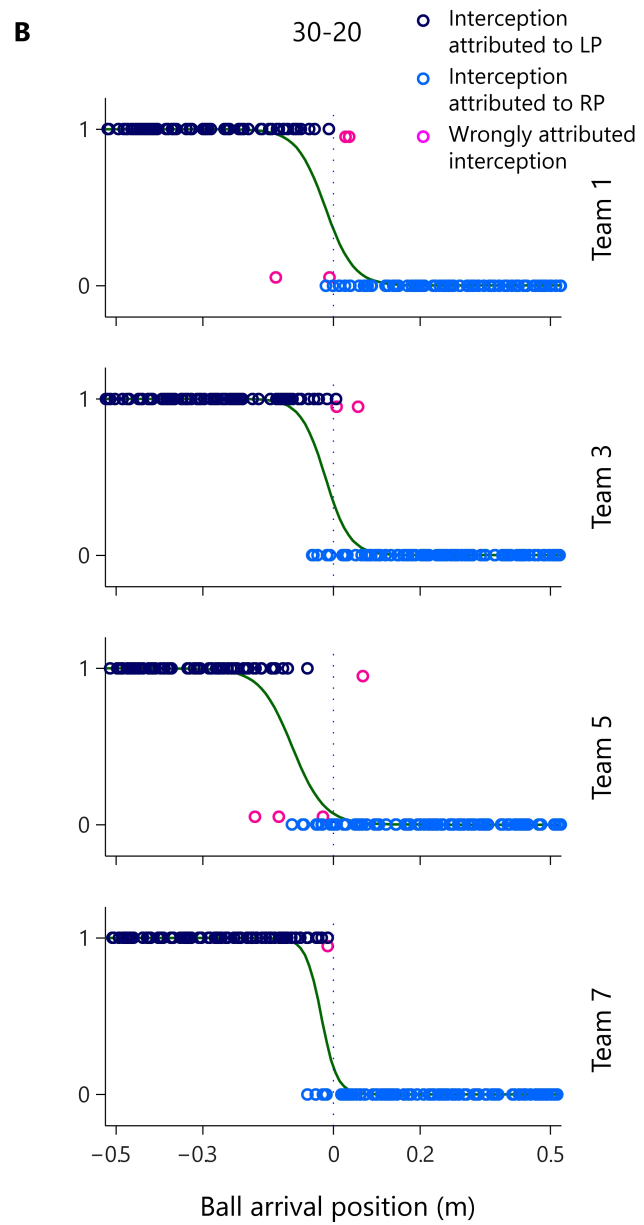 B
30-20
Interception
attributed to LP
Interception
attributed to RP
Wrongly attributed
interception
1
0
Team 1
1
0
Team 3
1
0
Team 5
1
0
Team 7
−0.5 −0.3 0 0.2 0.5
Ball arrival position (m)